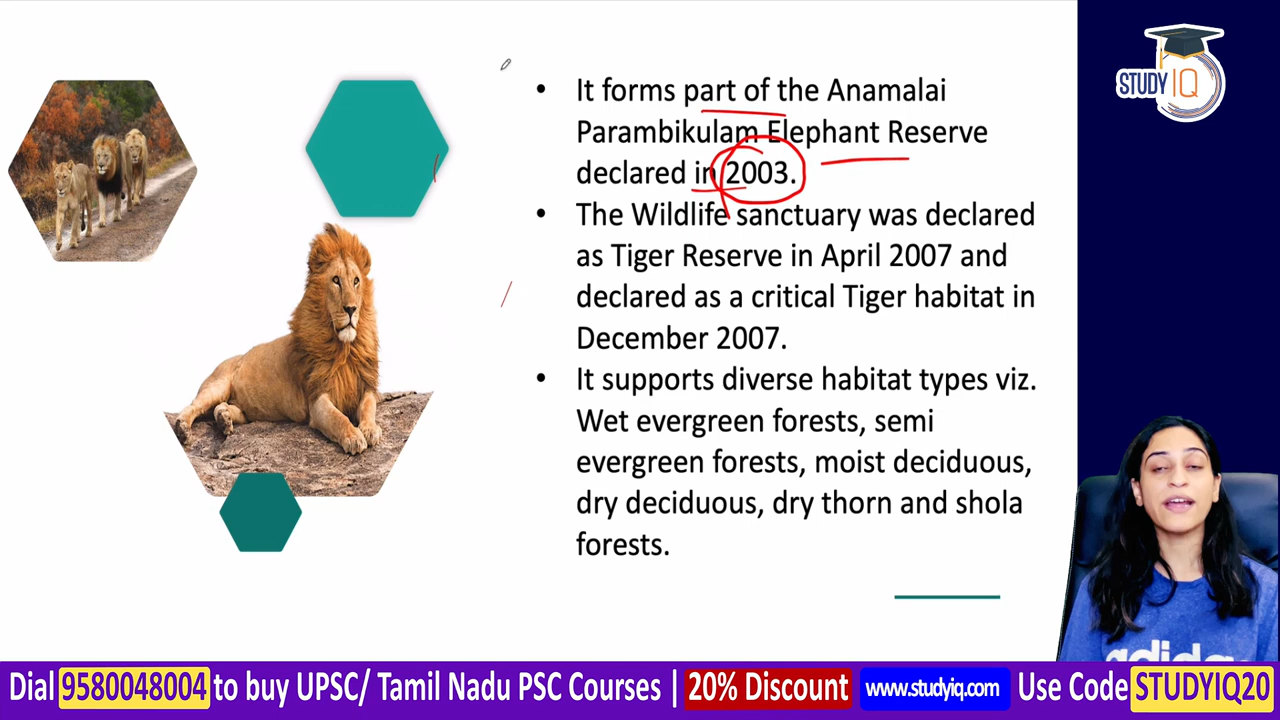 STUDY IQ
• It forms part of the Anamalai
Parambikulam Elephant Reserve
declared in 2003.
• The Wildlife sanctuary was declared
as Tiger Reserve in April 2007 and
declared as a critical Tiger habitat in
December 2007.
• It supports diverse habitat types viz.
Wet evergreen forests, semi
evergreen forests, moist deciduous,
dry deciduous, dry thorn and shola
forests.
adidas
Dial 9580048004 to buy UPSC/ Tamil Nadu PSC Courses | 20% Discount www.studyiq.com Use Code STUDYIQ20